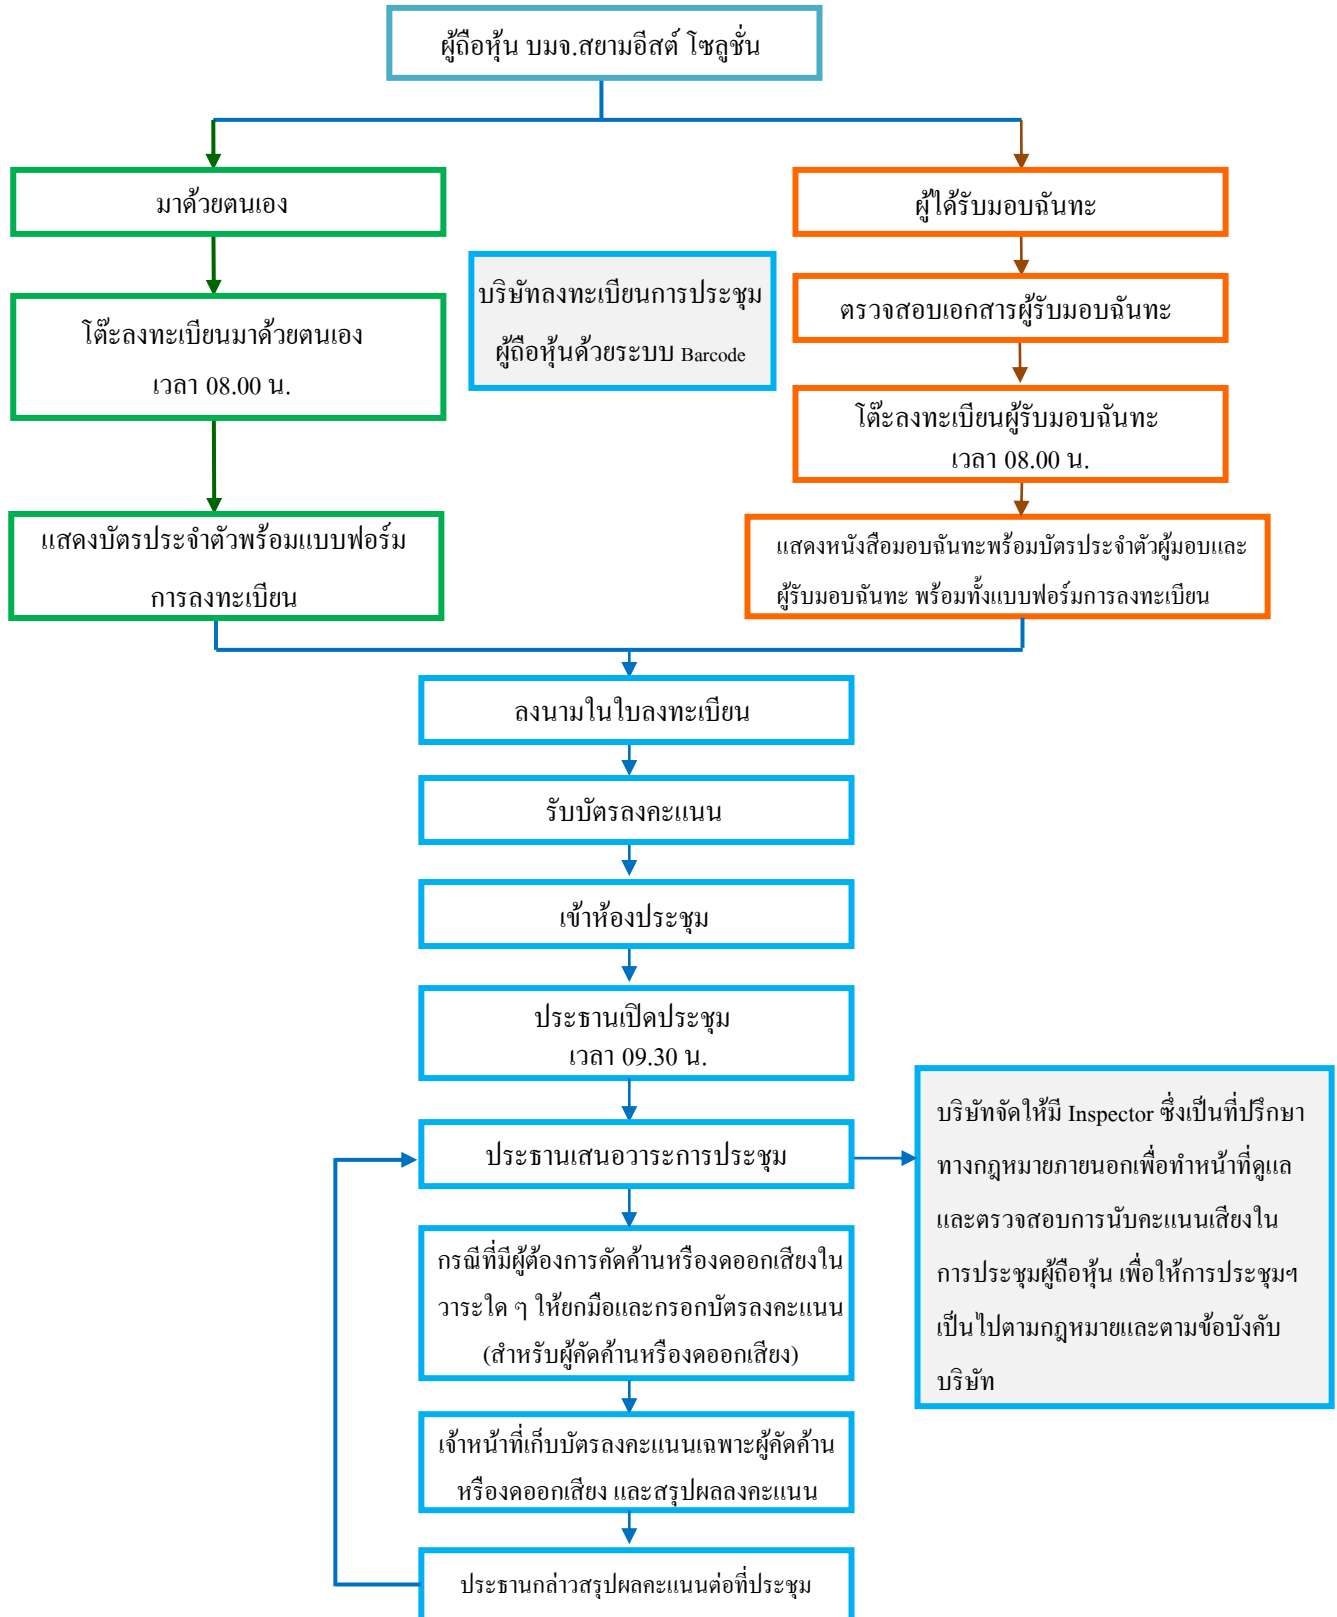 ผู้ถือหุ้น บมจ.สยามอีสต์ โซลูชั่น
มาด้วยตนเอง
ผู้ได้รับมอบฉันทะ
บริษัทลงทะเบียนการประชุม
ผู้ถือหุ้นด้วยระบบ Barcode
โต๊ะลงทะเบียนมาด้วยตนเอง
เวลา 08.00 น.
ตรวจสอบเอกสารผู้รับมอบฉันทะ
โต๊ะลงทะเบียนผู้รับมอบฉันทะ
เวลา 08.00 น.
แสดงบัตรประจำตัวพร้อมแบบฟอร์ม
การลงทะเบียน
แสดงหนังสือมอบฉันทะพร้อมบัตรประจำตัวผู้มอบและ
ผู้รับมอบฉันทะ พร้อมทั้งแบบฟอร์มการลงทะเบียน
ลงนามในใบลงทะเบียน
รับบัตรลงคะแนน
เข้าห้องประชุม
ประธานเปิดประชุม
เวลา 09.30 น.
ประธานเสนอวาระการประชุม
บริษัทจัดให้มี Inspector ซึ่งเป็นที่ปรึกษา
ทางกฎหมายภายนอกเพื่อทำหน้าที่ดูแล
และตรวจสอบการนับคะแนนเสียงใน
การประชุมผู้ถือหุ้น เพื่อให้การประชุมฯ
เป็นไปตามกฎหมายและตามข้อบังคับ
บริษัท
กรณีที่มีผู้ต้องการคัดค้านหรืองดออกเสียงใน
วาระใด ๆ ให้ยกมือและกรอกบัตรลงคะแนน
(สำหรับผู้คัดค้านหรืองดออกเสียง)
เจ้าหน้าที่เก็บบัตรลงคะแนนเฉพาะผู้คัดค้าน
หรืองดออกเสียง และสรุปผลลงคะแนน
ประธานกล่าวสรุปผลคะแนนต่อที่ประชุม